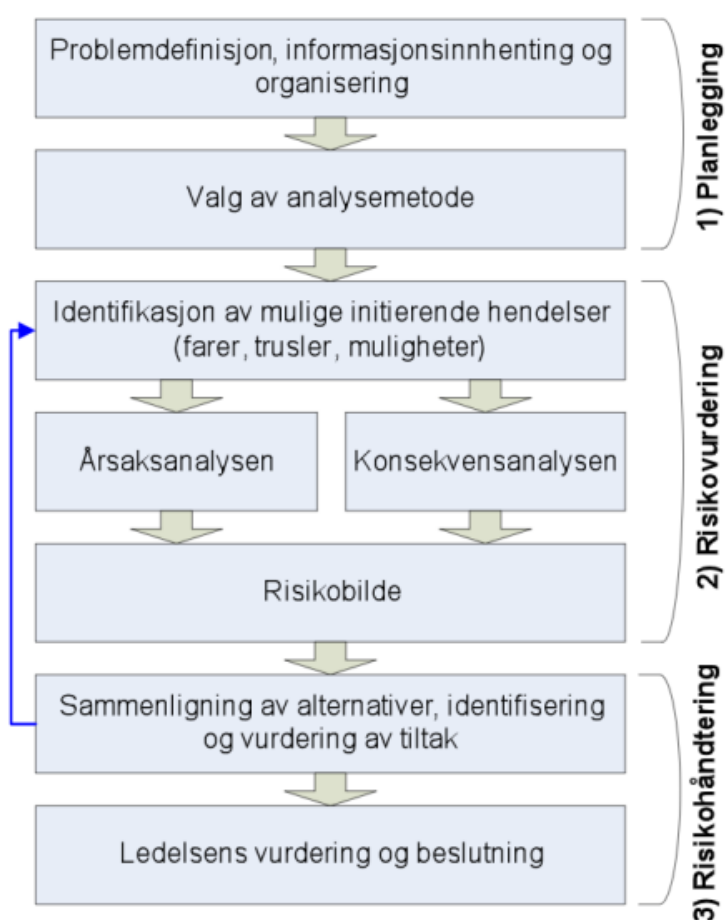 Problemdefinisjon, informasjonsinnhenting og
organisering
Valg av analysemetode
1) Planlegging
Identifikasjon av mulige initierende hendelser
(farer, trusler, muligheter)
Årsaksanalysen
Konsekvensanalysen
Risikobilde
2) Risikovurdering
Sammenligning av alternativer, identifisering
og vurdering av tiltak
Ledelsens vurdering og beslutning
3) Risikohåndtering